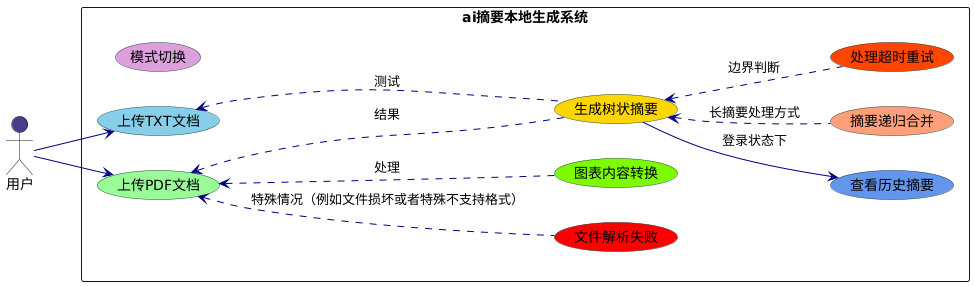 ai摘要本地生成系统
模式切换
处理超时重试
边界判断
测试
上传TXT文档
生成树状摘要
长摘要处理方式
摘要递归合并
结果
登录状态下
用户
上传PDF文档
处理
图表内容转换
查看历史摘要
特殊情况（例如文件损坏或者特殊不支持格式）
文件解析失败